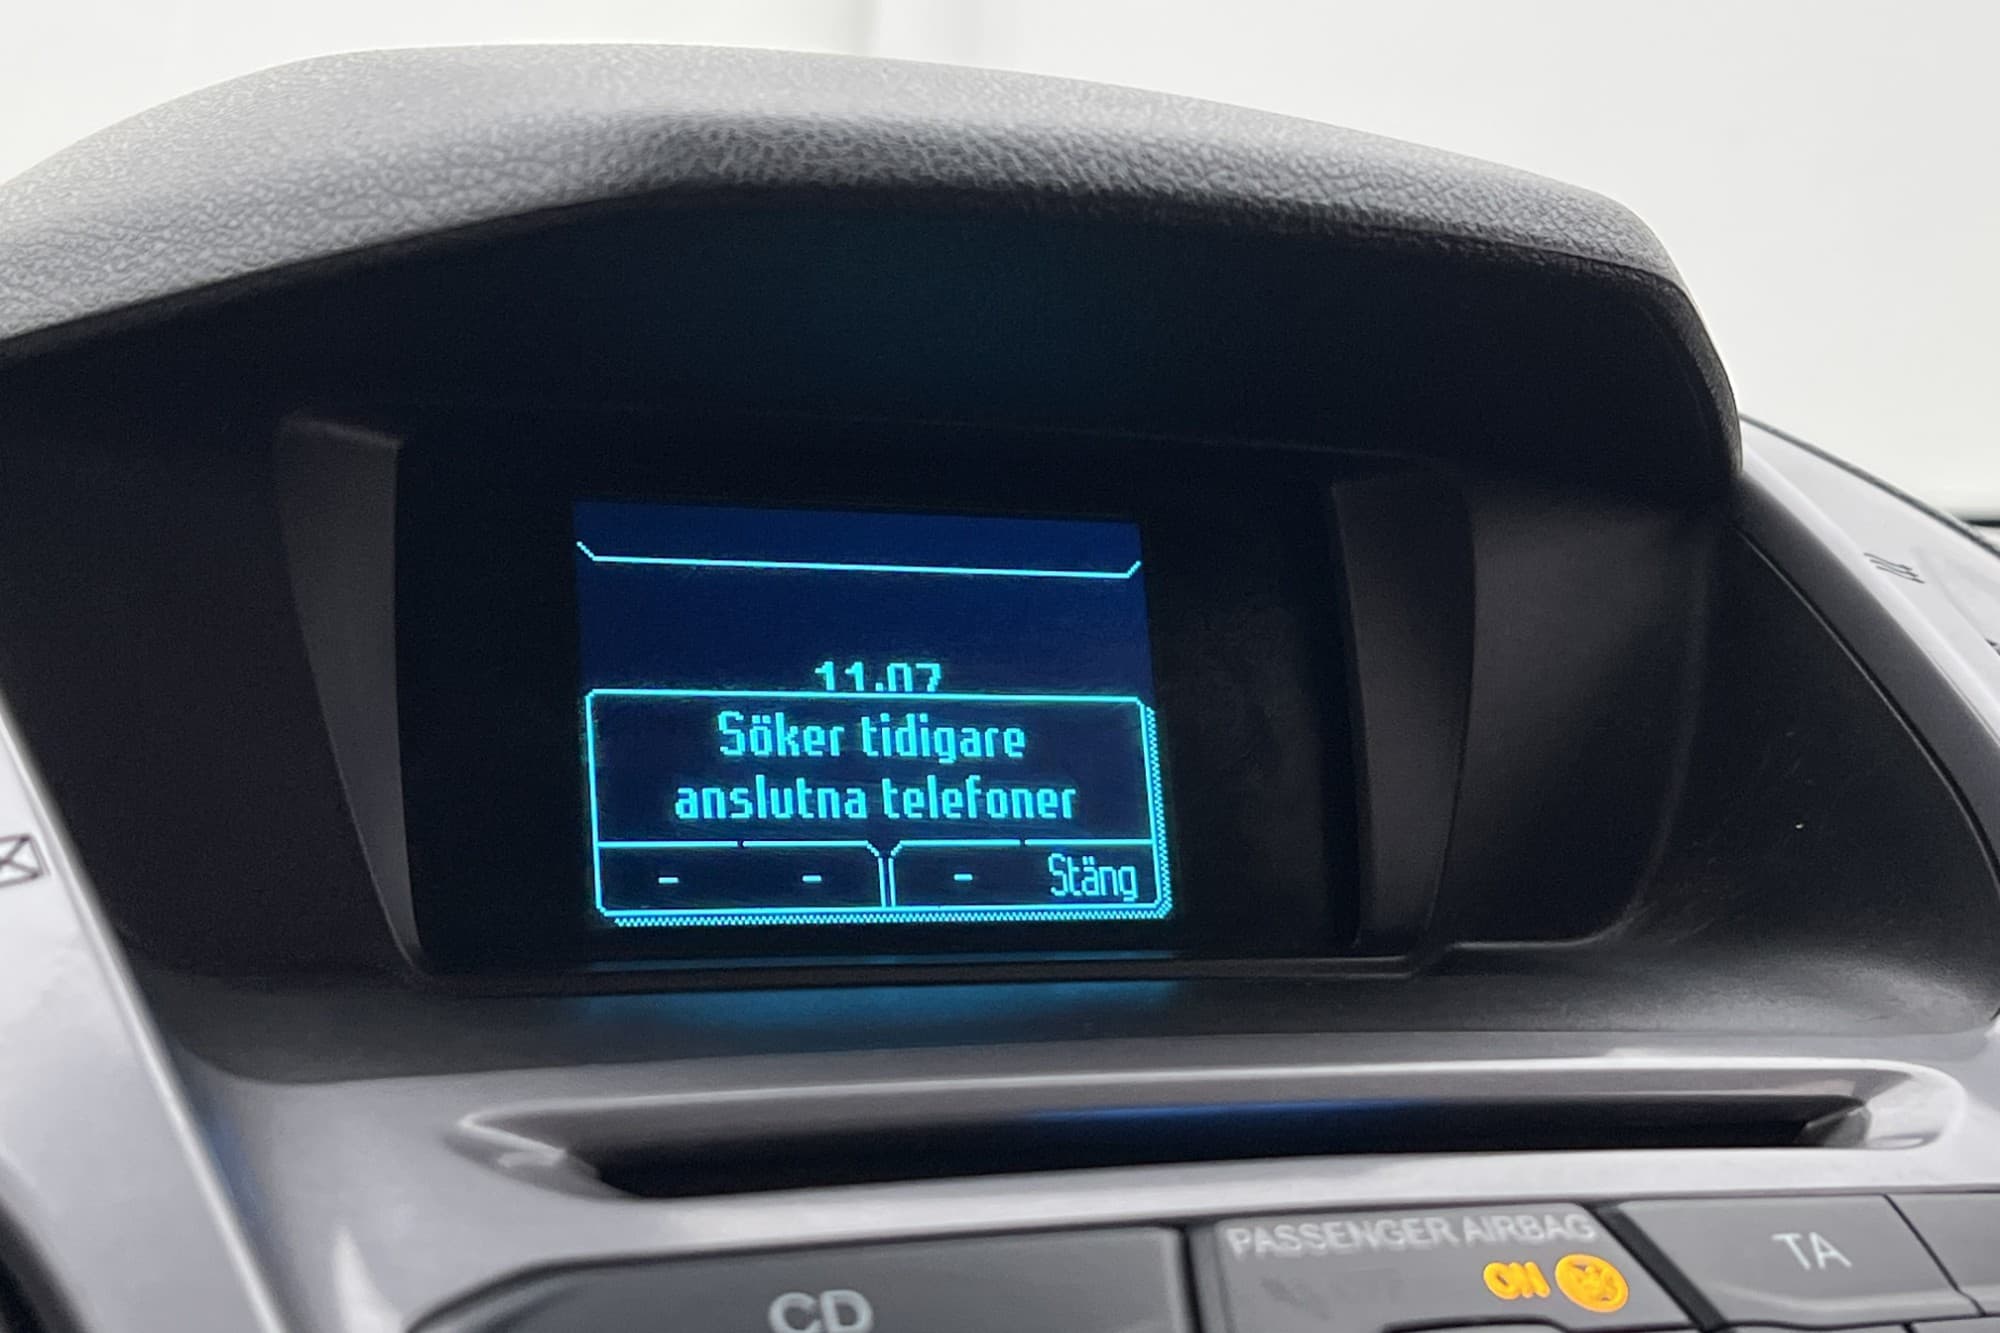 11:07
Söker tidigare
anslutna telefoner
- - - Stäng
PASSENGER AIRBAG
ON
TA
CD